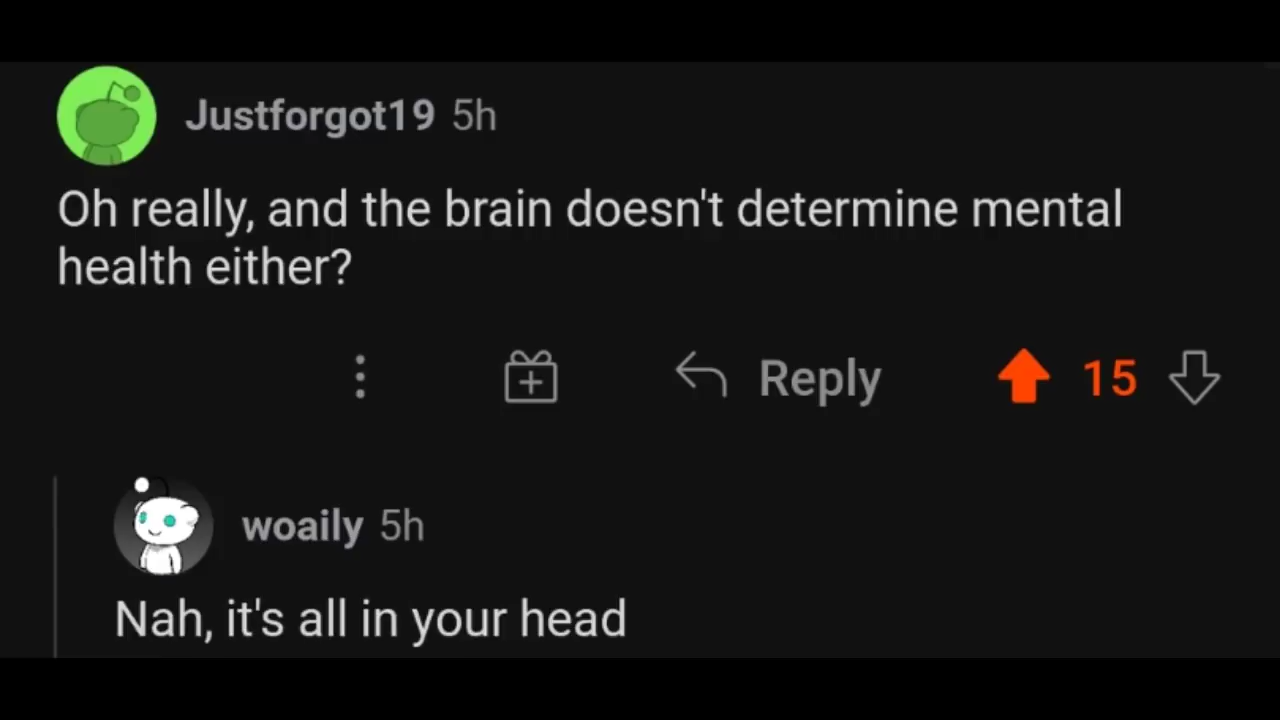 Justforgot19 5h
Oh really, and the brain doesn't determine mental
health either?
Reply 15
woaily 5h
Nah, it's all in your head